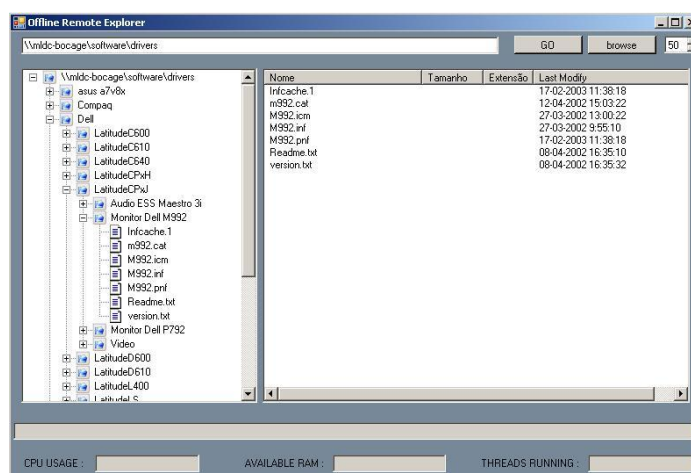 Offline Remote Explorer
\\mldc-bocage\software\drivers GO browse 50
\\mldc-bocage\software\drivers
asus a7v8x
Compaq
Dell
LatitudeC600
LatitudeC610
LatitudeC640
LatitudeCPxH
LatitudeCPxJ
Audio ESS Maestro 3i
Monitor Dell M992
Infcache.1
m992.cat
M992.icm
M992.inf
M992.pnf
Readme.txt
version.txt
Monitor Dell P792
Video
LatitudeD600
LatitudeD610
LatitudeL400
LatitudeLS
Nome Tamanho Extensão Last Modify
Infcache.1 17-02-2003 11:38:18
m992.cat 12-04-2002 15:03:22
M992.icm 27-03-2002 13:00:22
M992.inf 27-03-2002 9:55:10
M992.pnf 17-02-2003 11:38:18
Readme.txt 08-04-2002 16:35:10
version.txt 08-04-2002 16:35:32
CPU USAGE : AVAILABLE RAM : THREADS RUNNING :